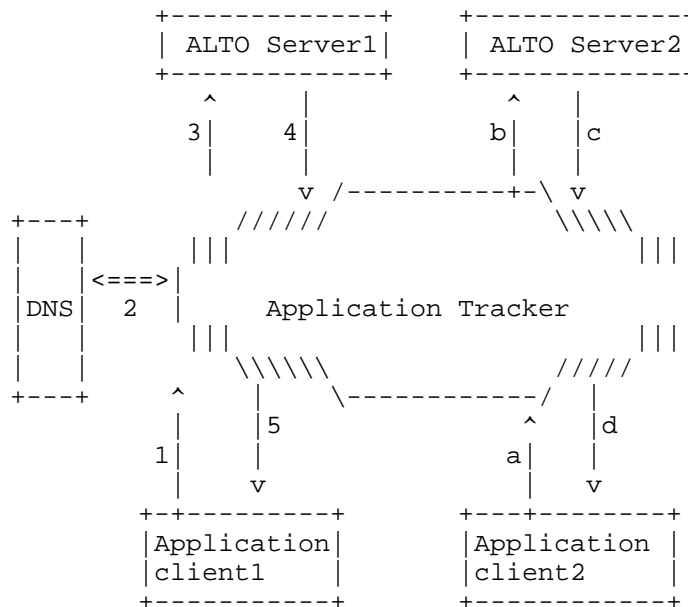 ALTO Server1 ALTO Server2
3 4 b c
DNS 2 Application Tracker
5 d
1 a
Application Application
client1 client2